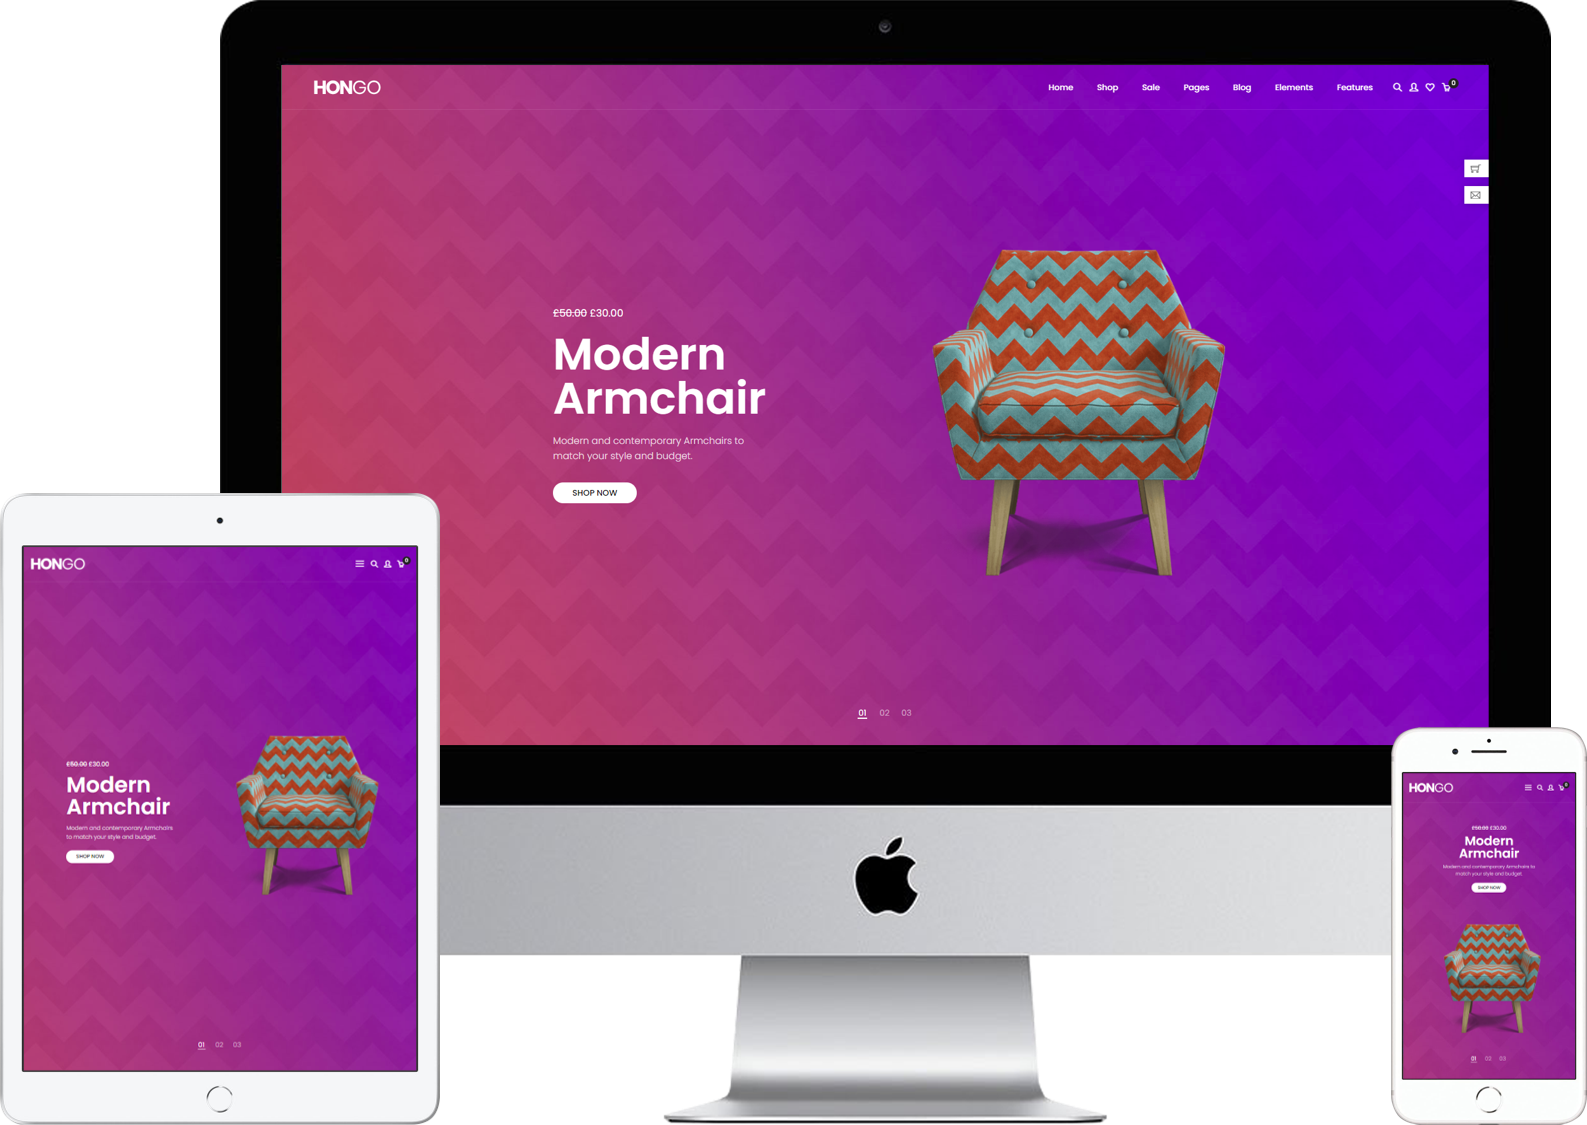 HONGO
Home Shop Sale Pages Blog Elements Features 0
£50.00 £30.00
Modern
Armchair
Modern and contemporary Armchairs to
match your style and budget.
SHOP NOW
01 02 03
HONGO
0
£50.00 £30.00
Modern
Armchair
Modern and contemporary Armchairs
to match your style and budget.
SHOP NOW
01 02 03
HONGO
0
£50.00 £30.00
Modern
Armchair
Modern and contemporary Armchairs to
match your style and budget.
SHOP NOW
01 02 03